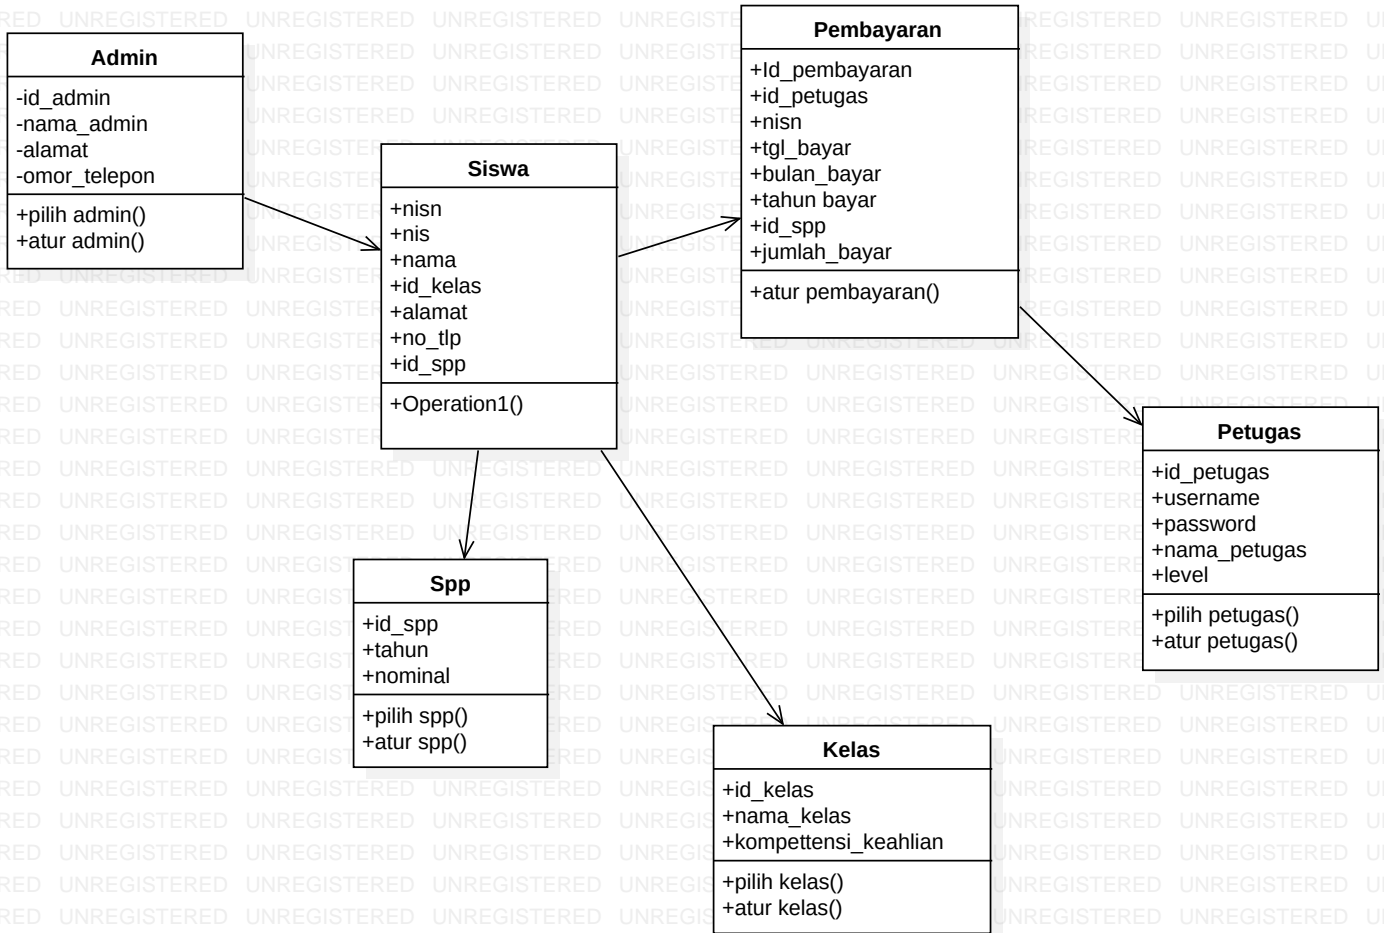 Admin
-id_admin
-nama_admin
-alamat
-omor_telepon
+pilih admin()
+atur admin()
Siswa
+nisn
+nis
+nama
+id_kelas
+alamat
+no_tlp
+id_spp
+Operation1()
Pembayaran
+Id_pembayaran
+id_petugas
+nisn
+tgl_bayar
+bulan_bayar
+tahun bayar
+id_spp
+jumlah_bayar
+atur pembayaran()
Petugas
+id_petugas
+username
+password
+nama_petugas
+level
+pilih petugas()
+atur petugas()
Spp
+id_spp
+tahun
+nominal
+pilih spp()
+atur spp()
Kelas
+id_kelas
+nama_kelas
+kompettensi_keahlian
+pilih kelas()
+atur kelas()
UNREGISTERED